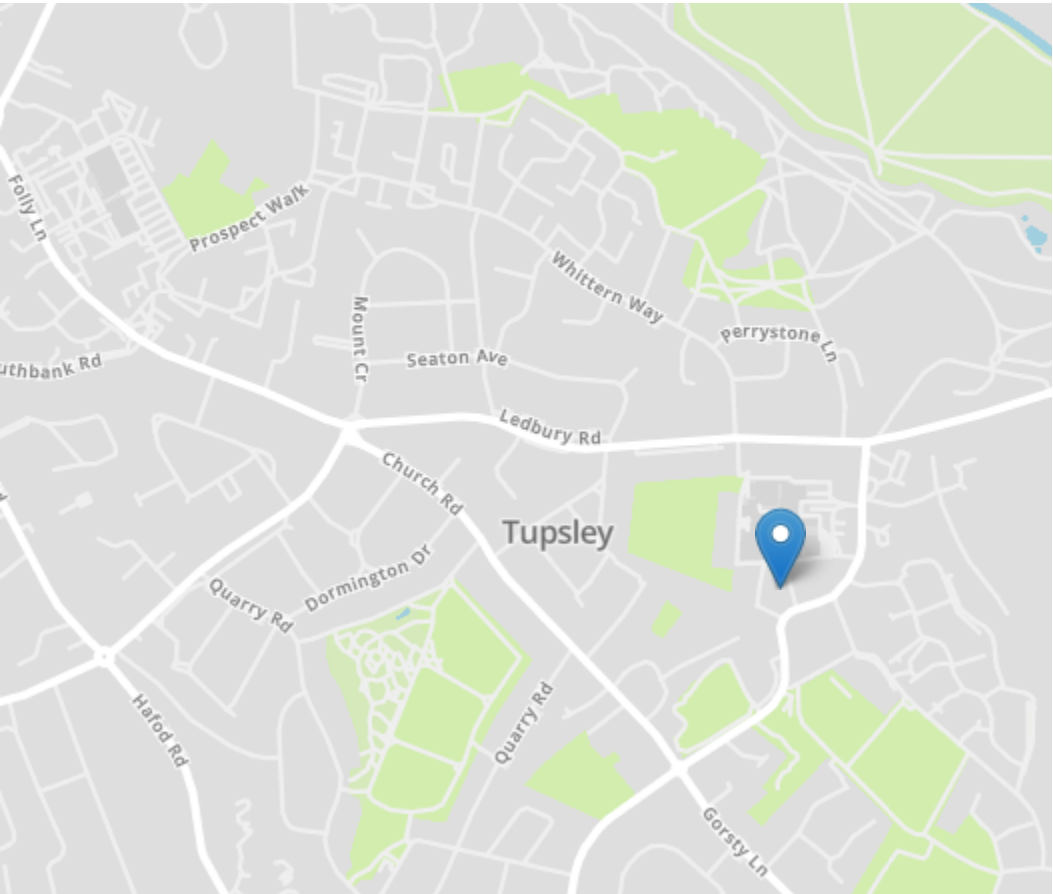 Folly Ln
Prospect Walk
Whittern Way
Mount Cr
Perrystone Ln
uthbank Rd
Seaton Ave
Ledbury Rd
Church Rd
Tupsley
Dormington Dr
Quarry Rd
Quarry Rd
Hafod Rd
Gorsty Ln